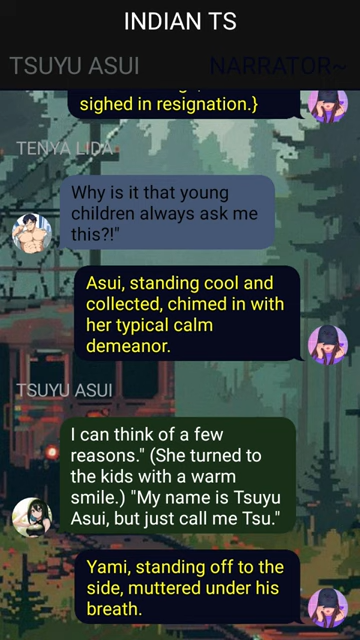 INDIAN TS
TSUYU ASUI
NARRATOR~
sighed in resignation.}
TENYA LIDA
Why is it that young
children always ask me
this?!"
Asui, standing cool and
collected, chimed in with
her typical calm
demeanor.
TSUYU ASUI
I can think of a few
reasons." (She turned to
the kids with a warm
smile.) "My name is Tsuyu
Asui, but just call me Tsu."
Yami, standing off to the
side, muttered under his
breath.